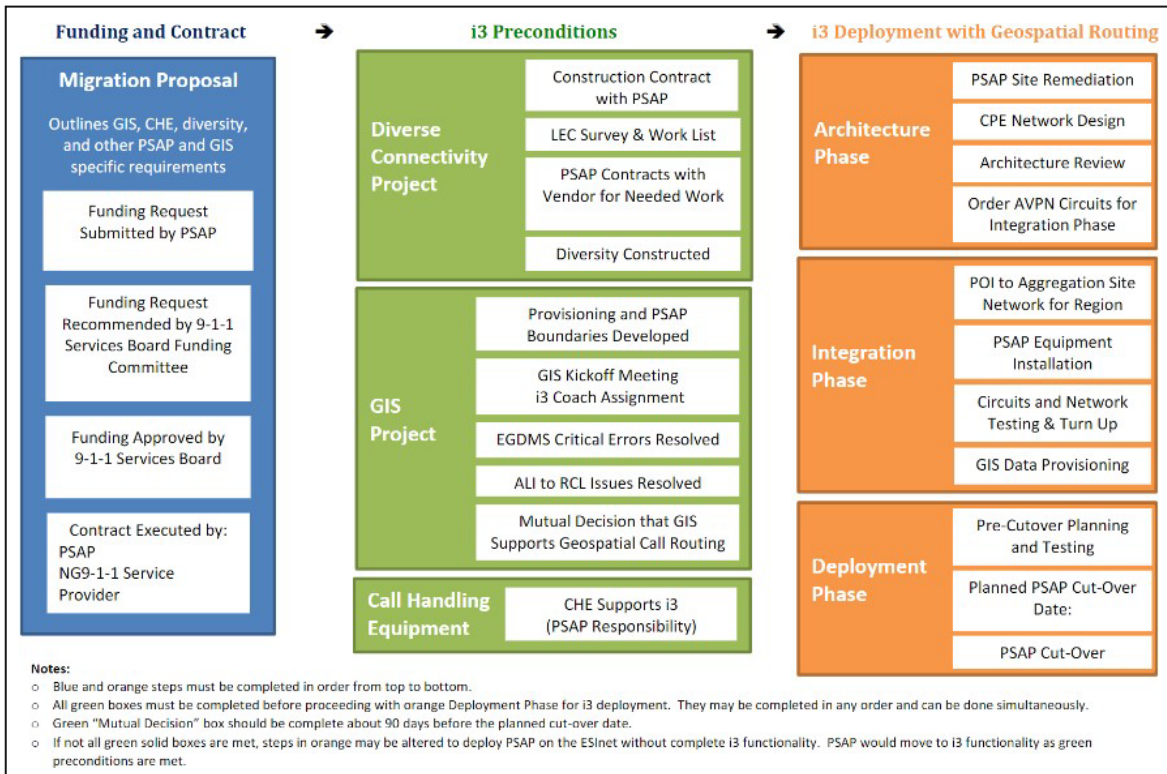 Funding and Contract → i3 Preconditions → i3 Deployment with Geospatial Routing
Migration Proposal
Outlines GIS, CHE, diversity,
and other PSAP and GIS
specific requirements
Funding Request
Submitted by PSAP
Funding Request
Recommended by 9-1-1
Services Board Funding
Committee
Funding Approved by
9-1-1 Services Board
Contract Executed by:
PSAP
NG9-1-1 Service
Provider
Diverse
Connectivity
Project
Construction Contract
with PSAP
LEC Survey & Work List
PSAP Contracts with
Vendor for Needed Work
Diversity Constructed
GIS
Project
Provisioning and PSAP
Boundaries Developed
GIS Kickoff Meeting
i3 Coach Assignment
EGDMS Critical Errors Resolved
ALI to RCL Issues Resolved
Mutual Decision that GIS
Supports Geospatial Call Routing
Call Handling
Equipment
CHE Supports i3
(PSAP Responsibility)
Architecture
Phase
PSAP Site Remediation
CPE Network Design
Architecture Review
Order AVPN Circuits for
Integration Phase
Integration
Phase
POI to Aggregation Site
Network for Region
PSAP Equipment
Installation
Circuits and Network
Testing & Turn Up
GIS Data Provisioning
Deployment
Phase
Pre-Cutover Planning
and Testing
Planned PSAP Cut-Over
Date:
PSAP Cut-Over
Notes:
o Blue and orange steps must be completed in order from top to bottom.
o All green boxes must be completed before proceeding with orange Deployment Phase for i3 deployment. They may be completed in any order and can be done simultaneously.
o Green “Mutual Decision” box should be complete about 90 days before the planned cut-over date.
o If not all green solid boxes are met, steps in orange may be altered to deploy PSAP on the ESInet without complete i3 functionality. PSAP would move to i3 functionality as green
preconditions are met.